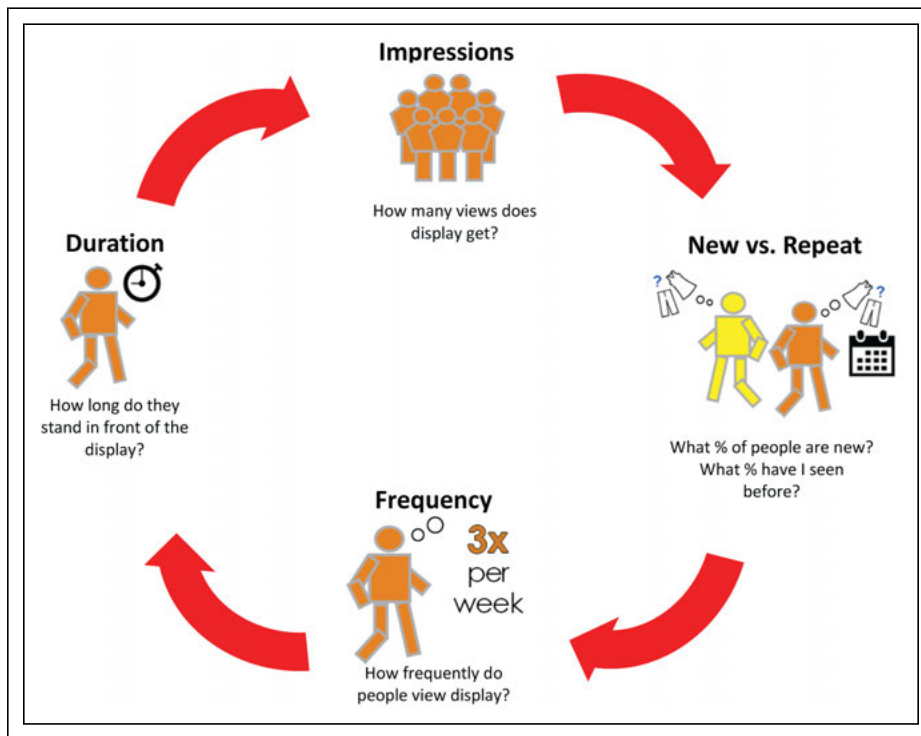 Impressions
How many views does
display get?
New vs. Repeat
?
?
What % of people are new?
What % have I seen
before?
Frequency
3x
per
week
How frequently do
people view display?
Duration
How long do they
stand in front of the
display?